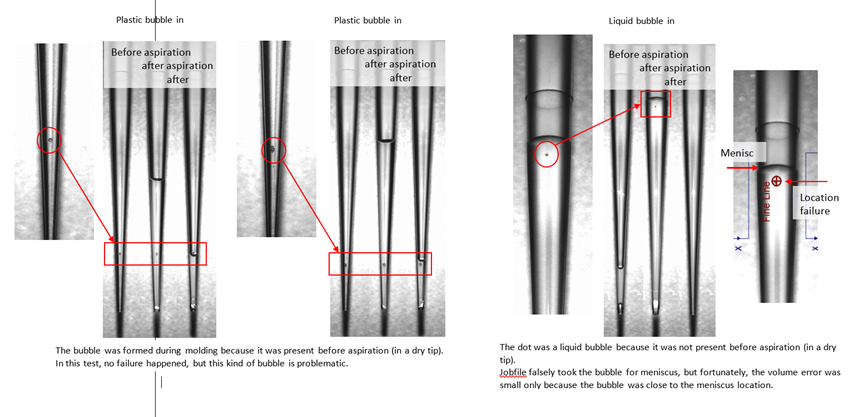 Plastic bubble in
Before aspiration
after aspiration
after
Plastic bubble in
Before aspiration
after aspiration
after
The bubble was formed during molding because it was present before aspiration (in a dry tip).
In this test, no failure happened, but this kind of bubble is problematic.
Liquid bubble in
Before aspiration
after aspiration
after
Menisc
Fine Line
Location
failure
X
X
The dot was a liquid bubble because it was not present before aspiration (in a dry
tip).
Jobfile falsely took the bubble for meniscus, but fortunately, the volume error was
small only because the bubble was close to the meniscus location.